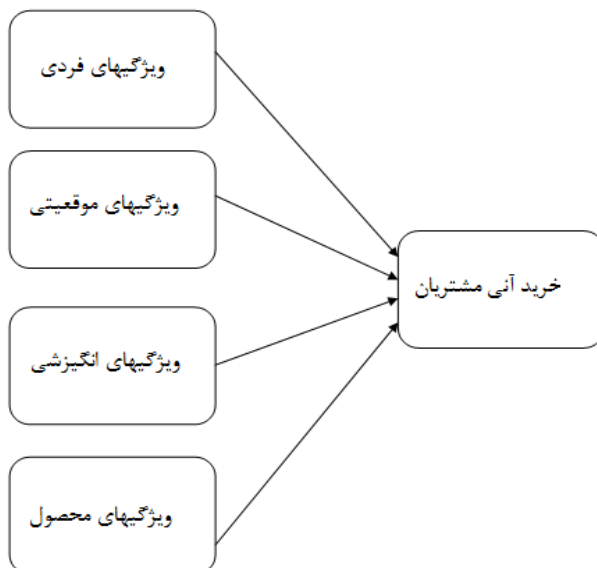 ویژگیهای فردی
ویژگیهای موقعیتی
خرید آنی مشتریان
ویژگیهای انگیزشی
ویژگیهای محصول